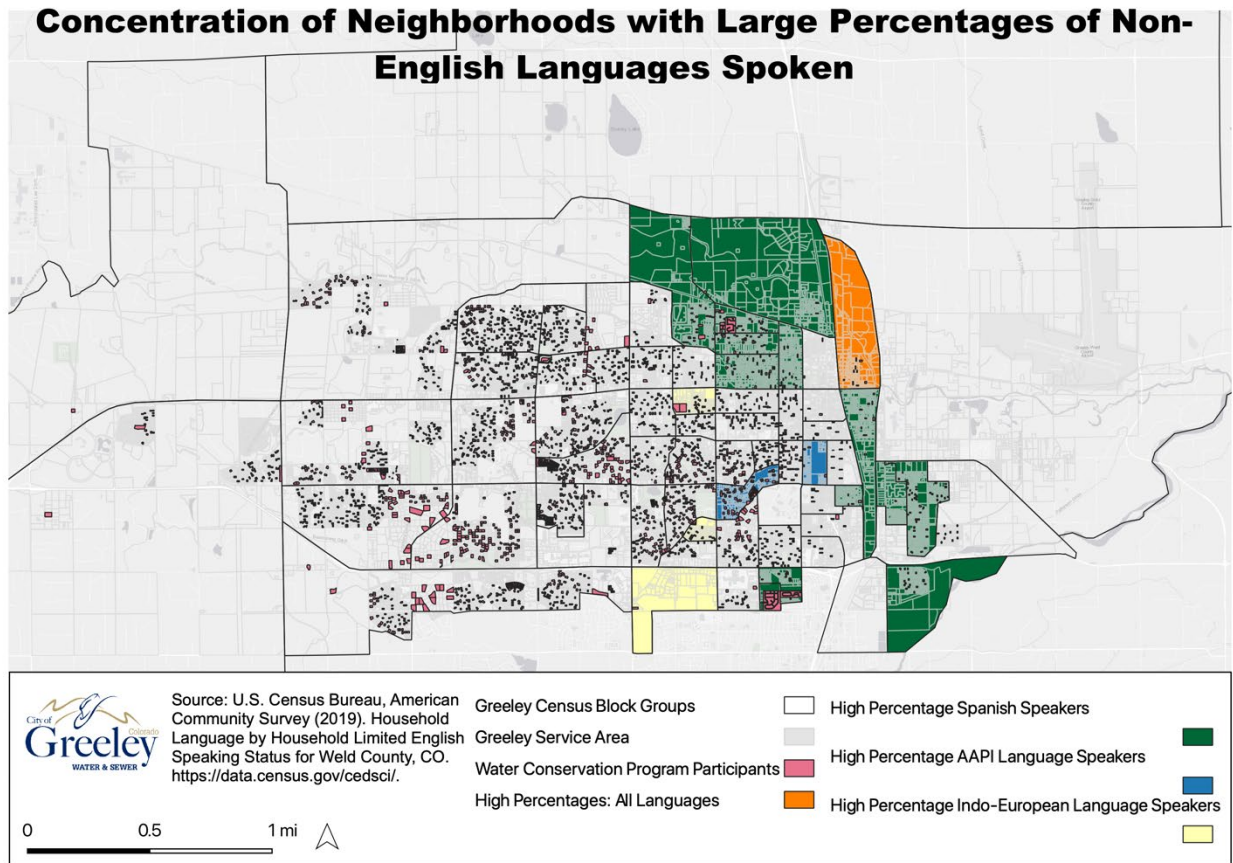 Concentration of Neighborhoods with Large Percentages of Non-
English Languages Spoken
City of
Greeley
Colorado
WATER & SEWER
Source: U.S. Census Bureau, American
Community Survey (2019). Household
Language by Household Limited English
Speaking Status for Weld County, CO.
https://data.census.gov/cedsci/.
0 0.5 1 mi
Greeley Census Block Groups
Greeley Service Area
Water Conservation Program Participants
High Percentages: All Languages
High Percentage Spanish Speakers
High Percentage AAPI Language Speakers
High Percentage Indo-European Language Speakers